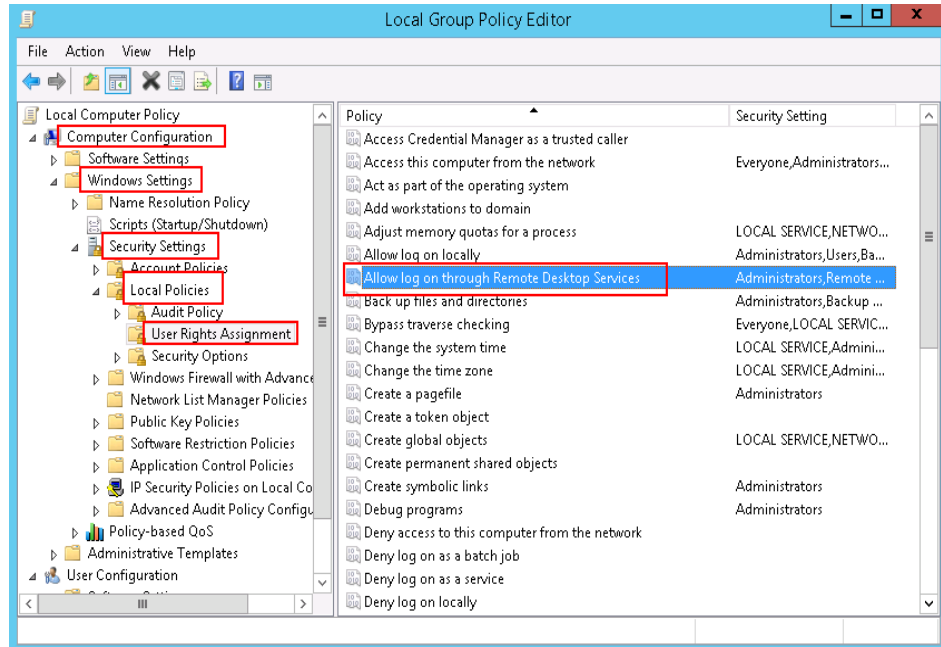 Local Group Policy Editor
File Action View Help
Local Computer Policy
Computer Configuration
Software Settings
Windows Settings
Name Resolution Policy
Scripts (Startup/Shutdown)
Security Settings
Account Policies
Local Policies
Audit Policy
User Rights Assignment
Security Options
Windows Firewall with Advance
Network List Manager Policies
Public Key Policies
Software Restriction Policies
Application Control Policies
IP Security Policies on Local Co
Advanced Audit Policy Configu
Policy-based QoS
Administrative Templates
User Configuration
Policy Security Setting
Access Credential Manager as a trusted caller
Access this computer from the network Everyone,Administrators...
Act as part of the operating system
Add workstations to domain
Adjust memory quotas for a process LOCAL SERVICE,NETWO...
Allow log on locally Administrators,Users,Ba...
Allow log on through Remote Desktop Services Administrators,Remote ...
Back up files and directories Administrators,Backup ...
Bypass traverse checking Everyone,LOCAL SERVIC...
Change the system time LOCAL SERVICE,Admini...
Change the time zone LOCAL SERVICE,Admini...
Create a pagefile Administrators
Create a token object
Create global objects LOCAL SERVICE,NETWO...
Create permanent shared objects
Create symbolic links Administrators
Debug programs Administrators
Deny access to this computer from the network
Deny log on as a batch job
Deny log on as a service
Deny log on locally